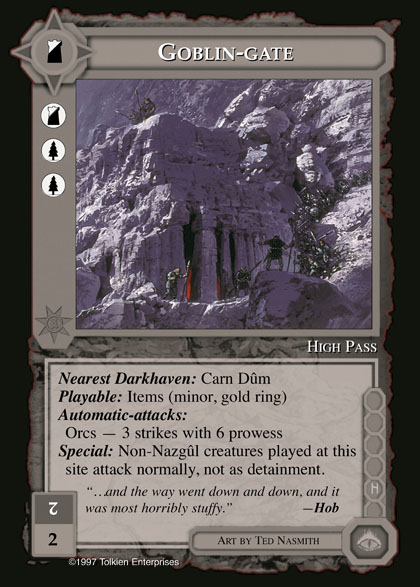 Goblin-gate
High Pass
Nearest Darkhaven: Carn Dûm
Playable: Items (minor, gold ring)
Automatic-attacks:
Orcs — 3 strikes with 6 prowess
Special: Non-Nazgûl creatures played at this
site attack normally, not as detainment.
“…and the way went down and down, and it
was most horribly stuffy.” —Hob
H
2
2
Art by Ted Nasmith
©1997 Tolkien Enterprises